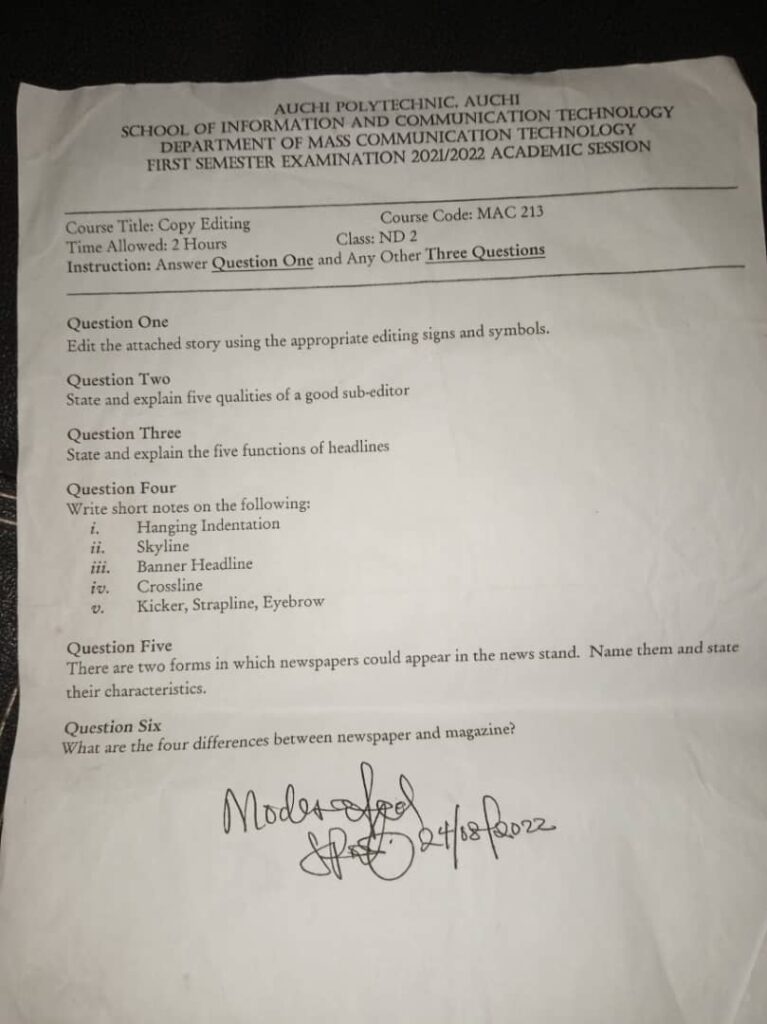 AUCHI POLYTECHNIC, AUCHI
SCHOOL OF INFORMATION AND COMMUNICATION TECHNOLOGY
DEPARTMENT OF MASS COMMUNICATION TECHNOLOGY
FIRST SEMESTER EXAMINATION 2021/2022 ACADEMIC SESSION
Course Title: Copy Editing Course Code: MAC 213
Time Allowed: 2 Hours Class: ND 2
Instruction: Answer Question One and Any Other Three Questions
Question One
Edit the attached story using the appropriate editing signs and symbols.
Question Two
State and explain five qualities of a good sub-editor
Question Three
State and explain the five functions of headlines
Question Four
Write short notes on the following:
i. Hanging Indentation
ii. Skyline
iii. Banner Headline
iv. Crossline
v. Kicker, Strapline, Eyebrow
Question Five
There are two forms in which newspapers could appear in the news stand. Name them and state
their characteristics.
Question Six
What are the four differences between newspaper and magazine?
Moderated
24/08/2022